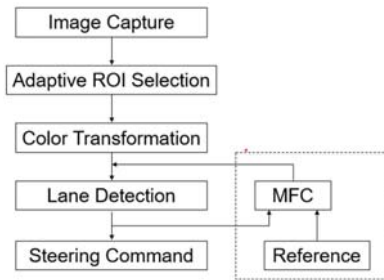 Image Capture
Adaptive ROI Selection
Color Transformation
Lane Detection
MFC
Steering Command
Reference